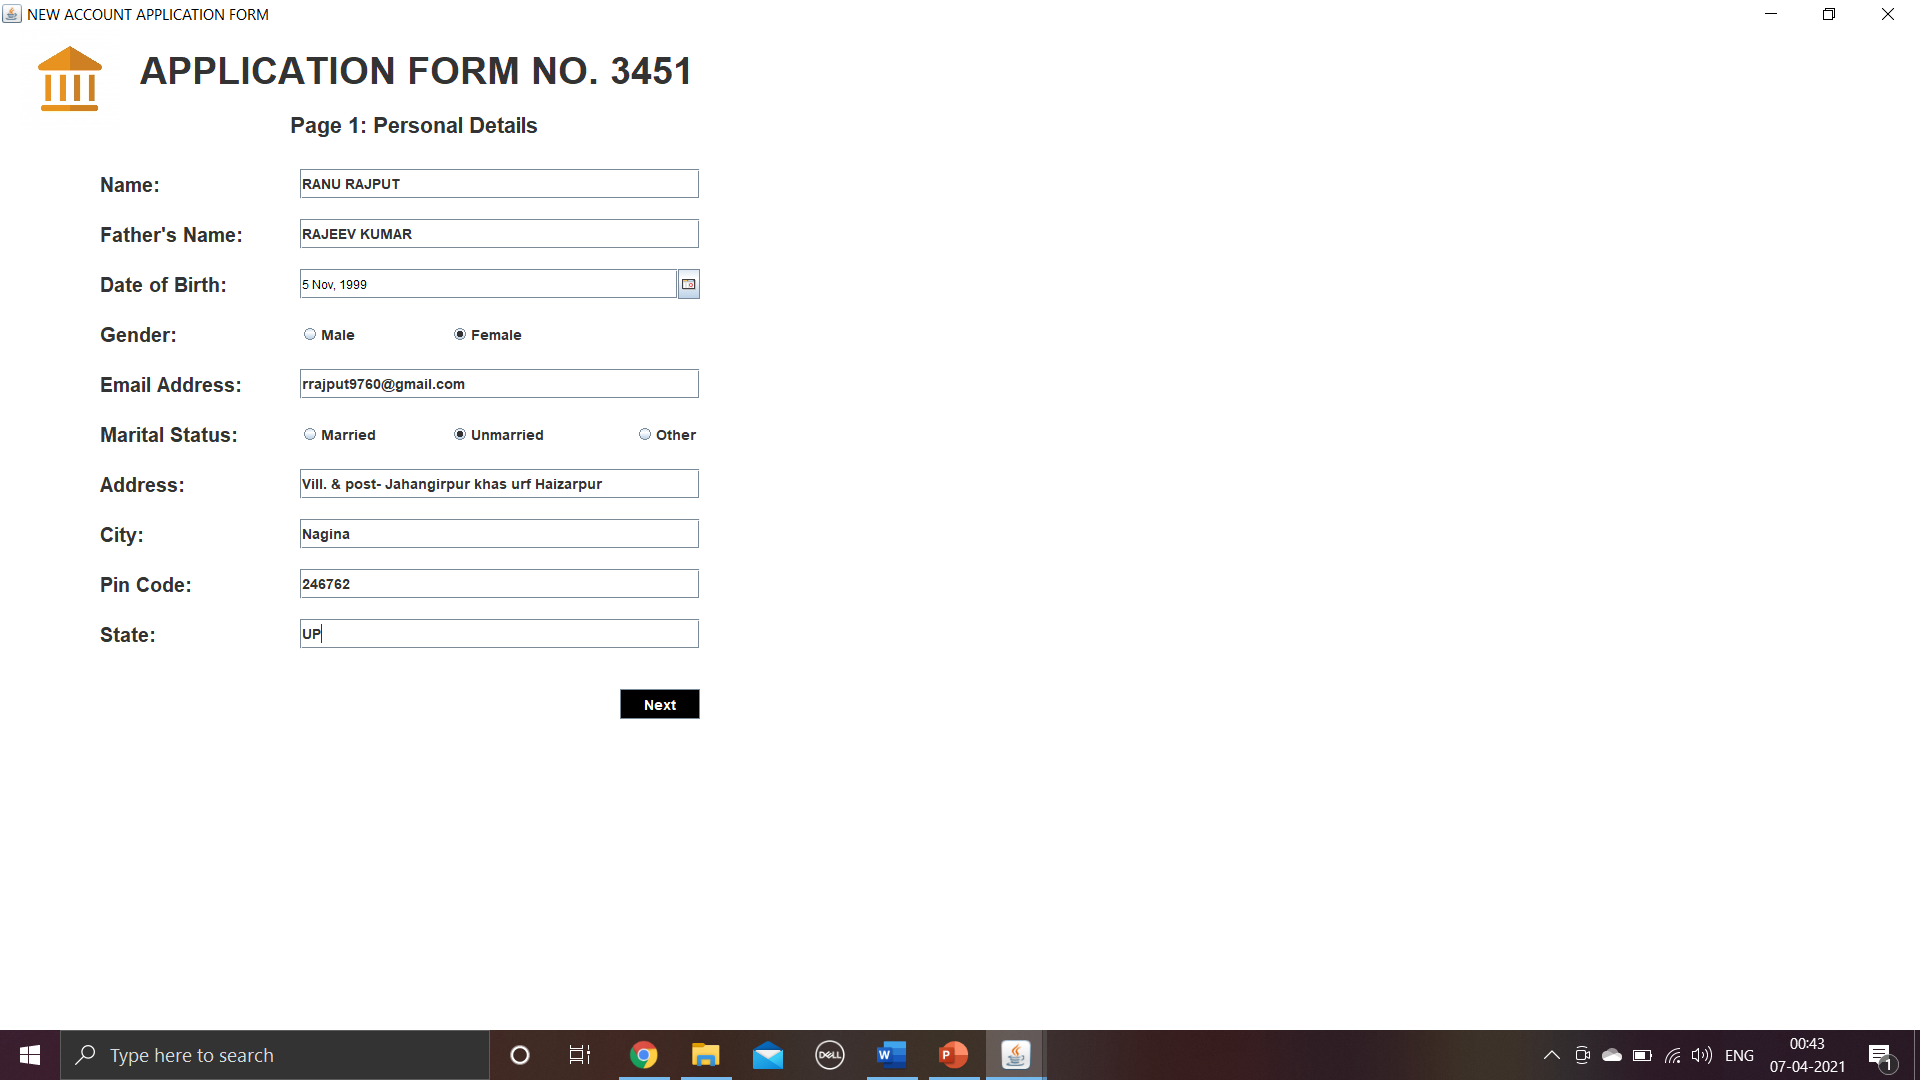 NEW ACCOUNT APPLICATION FORM
APPLICATION FORM NO. 3451
Page 1: Personal Details
Name: RANU RAJPUT
Father's Name: RAJEEV KUMAR
Date of Birth: 5 Nov, 1999
Gender: Male Female
Email Address: rrajput9760@gmail.com
Marital Status: Married Unmarried Other
Address: Vill. & post- Jahangirpur khas urf Haizarpur
City: Nagina
Pin Code: 246762
State: UP
Next
Type here to search
DELL
W
P
ENG
00:43
07-04-2021
1